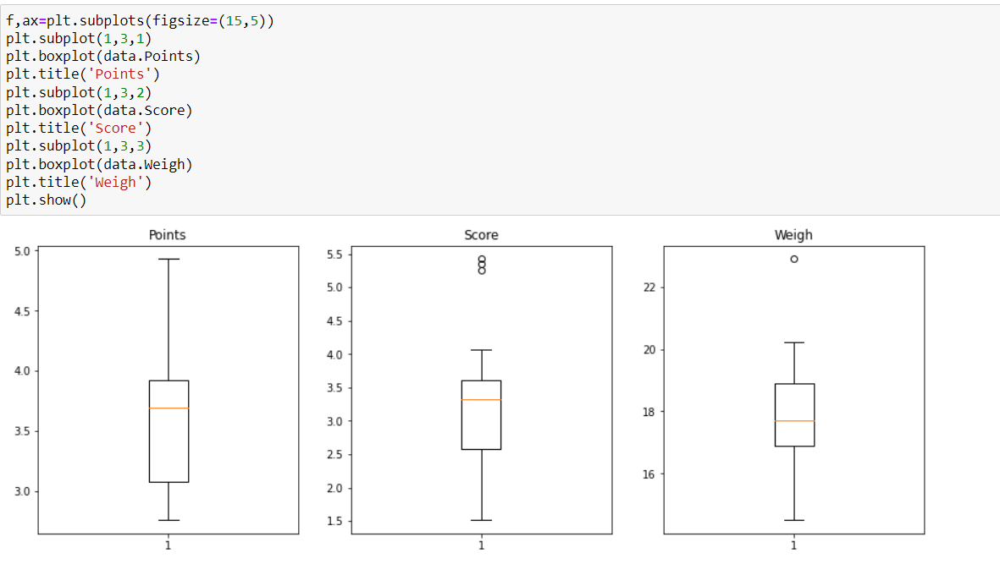 f,ax=plt.subplots(figsize=(15,5))
plt.subplot(1,3,1)
plt.boxplot(data.Points)
plt.title('Points')
plt.subplot(1,3,2)
plt.boxplot(data.Score)
plt.title('Score')
plt.subplot(1,3,3)
plt.boxplot(data.Weigh)
plt.title('Weigh')
plt.show()
Points
5.0
4.5
4.0
3.5
3.0
1
Score
5.5
5.0
4.5
4.0
3.5
3.0
2.5
2.0
1.5
1
Weigh
22
20
18
16
1